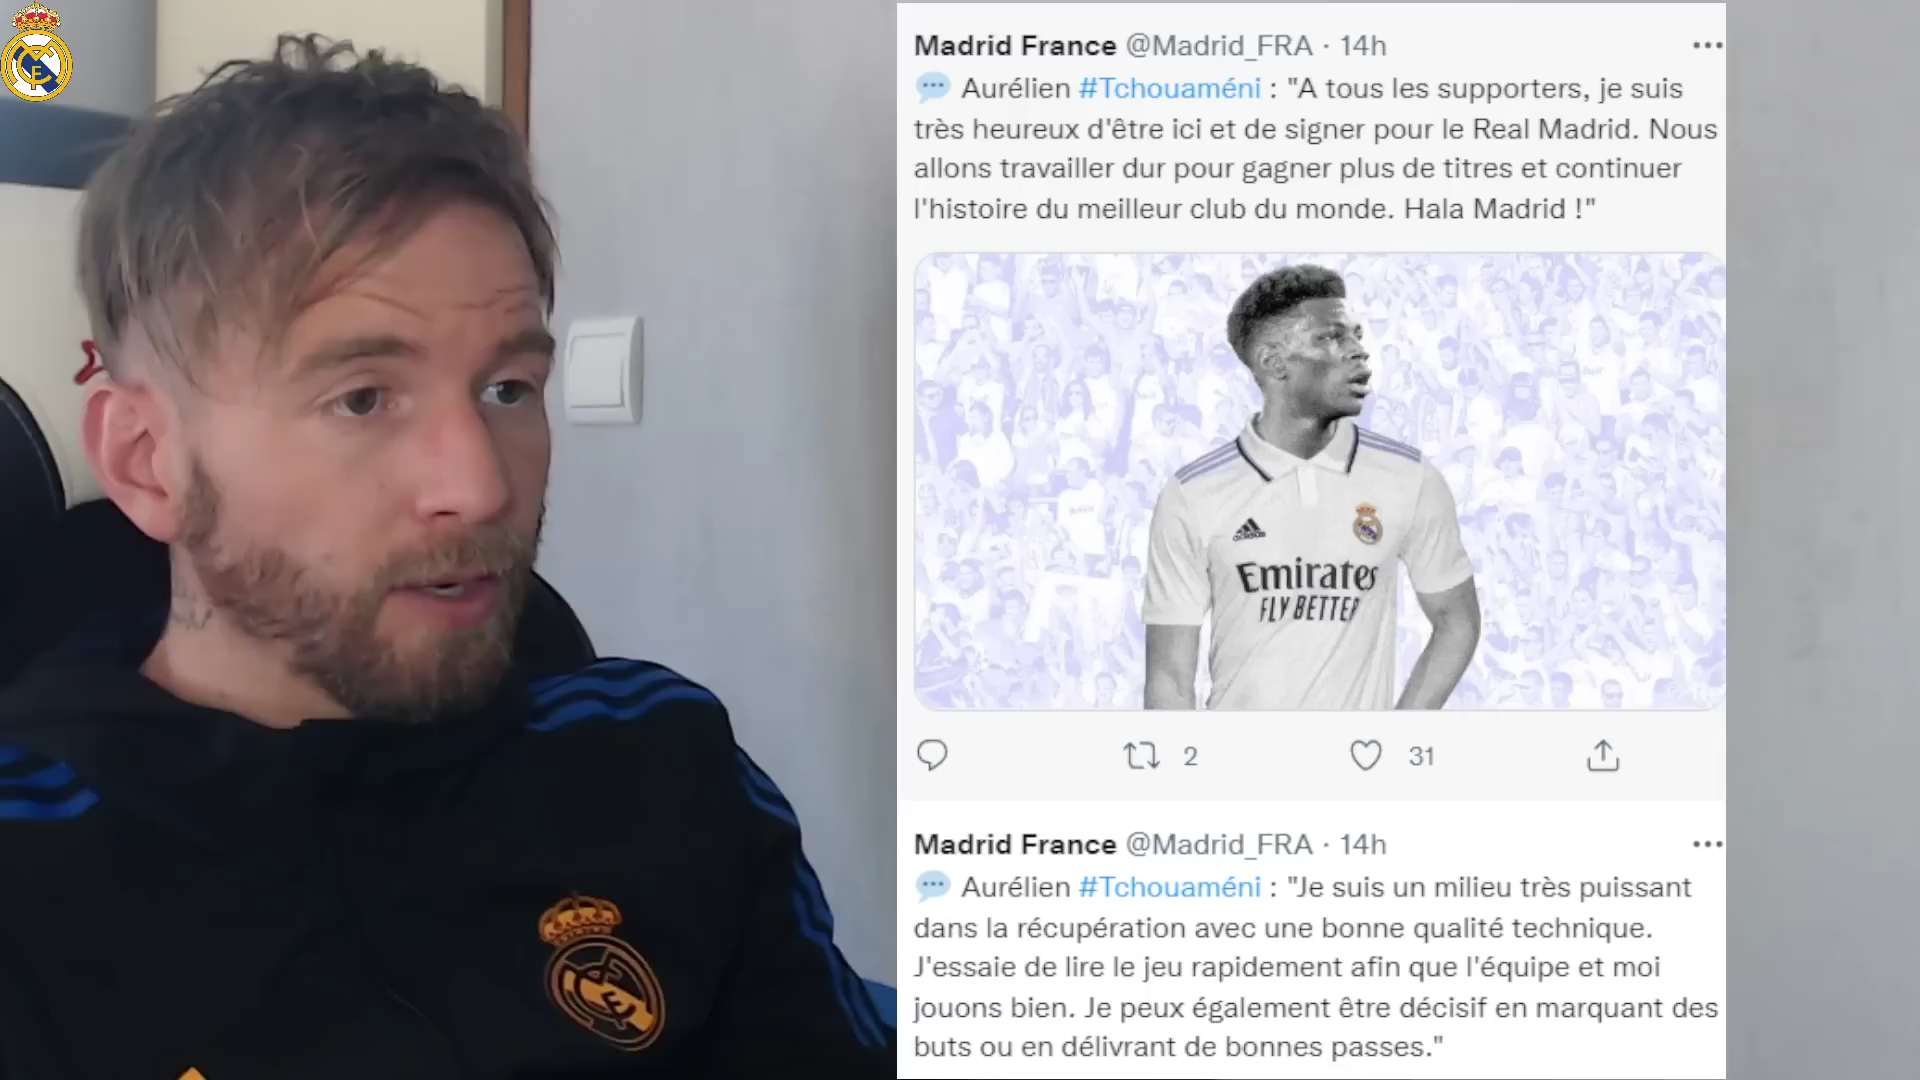 Madrid France @Madrid_FRA · 14h
💬 Aurélien #Tchouaméni : "A tous les supporters, je suis
très heureux d'être ici et de signer pour le Real Madrid. Nous
allons travailler dur pour gagner plus de titres et continuer
l'histoire du meilleur club du monde. Hala Madrid !"
adidas
Emirates
FLY BETTER
2
31
Madrid France @Madrid_FRA · 14h
💬 Aurélien #Tchouaméni : "Je suis un milieu très puissant
dans la récupération avec une bonne qualité technique.
J'essaie de lire le jeu rapidement afin que l'équipe et moi
jouons bien. Je peux également être décisif en marquant des
buts ou en délivrant de bonnes passes."